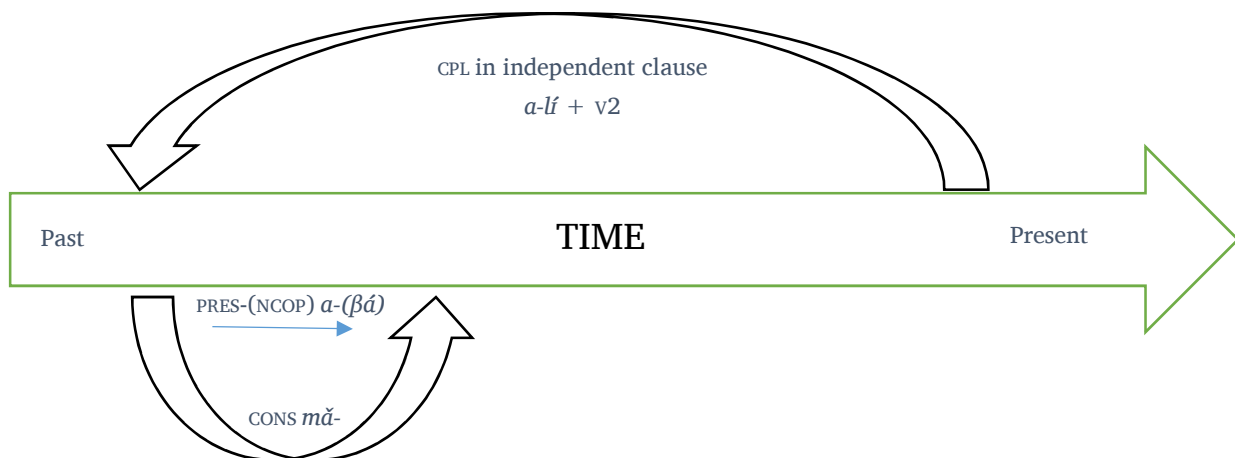 CPL in independent clause
a-lí + V2
Past
TIME
Present
PRES-(NCOP) a-(βá)
CONS mǎ-